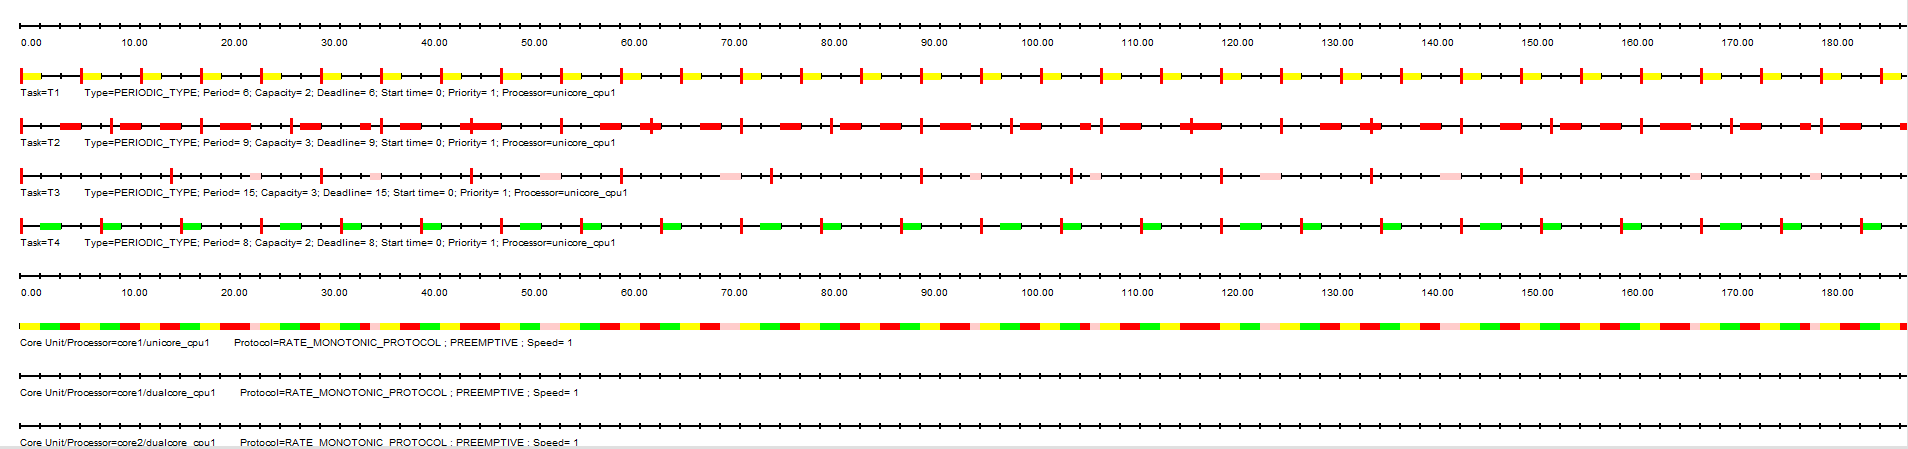 0.00 10.00 20.00 30.00 40.00 50.00 60.00 70.00 80.00 90.00 100.00 110.00 120.00 130.00 140.00 150.00 160.00 170.00 180.00
Task=T1 Type=PERIODIC_TYPE; Period= 6; Capacity= 2; Deadline= 6; Start time= 0; Priority= 1; Processor=unicore_cpu1
Task=T2 Type=PERIODIC_TYPE; Period= 9; Capacity= 3; Deadline= 9; Start time= 0; Priority= 1; Processor=unicore_cpu1
Task=T3 Type=PERIODIC_TYPE; Period= 15; Capacity= 3; Deadline= 15; Start time= 0; Priority= 1; Processor=unicore_cpu1
Task=T4 Type=PERIODIC_TYPE; Period= 8; Capacity= 2; Deadline= 8; Start time= 0; Priority= 1; Processor=unicore_cpu1
0.00 10.00 20.00 30.00 40.00 50.00 60.00 70.00 80.00 90.00 100.00 110.00 120.00 130.00 140.00 150.00 160.00 170.00 180.00
Core Unit/Processor=core1/unicore_cpu1 Protocol=RATE_MONOTONIC_PROTOCOL ; PREEMPTIVE ; Speed= 1
Core Unit/Processor=core1/dualcore_cpu1 Protocol=RATE_MONOTONIC_PROTOCOL ; PREEMPTIVE ; Speed= 1
Core Unit/Processor=core2/dualcore_cpu1 Protocol=RATE_MONOTONIC_PROTOCOL ; PREEMPTIVE ; Speed= 1